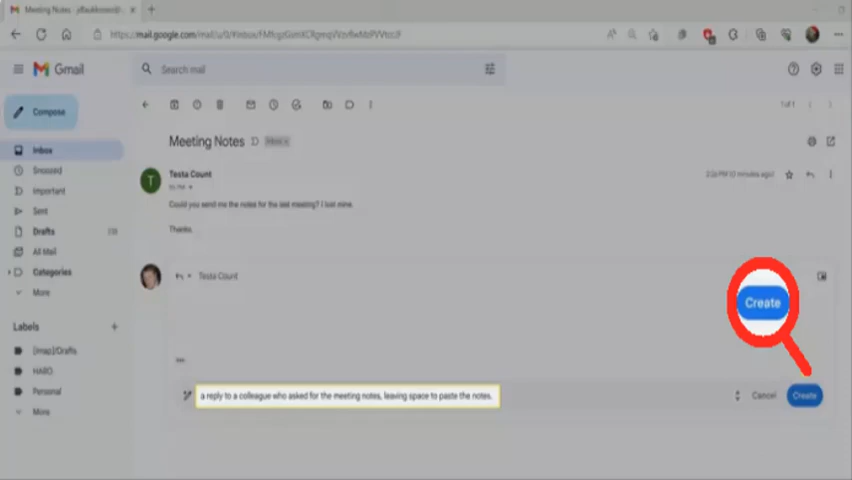 Meeting Notes
Gmail
Search mail
Compose
1 of 1
Inbox
Meeting Notes
Inbox x
Snoozed
Testa Count
to me
Important
Could you send me the notes for the last meeting? I lost mine.
Sent
Thanks.
Drafts
All Mail
Categories
Testa Count
More
Create
Labels
[Imap]/Drafts
HARO
Personal
a reply to a colleague who asked for the meeting notes, leaving space to paste the notes.
Cancel
Create
More